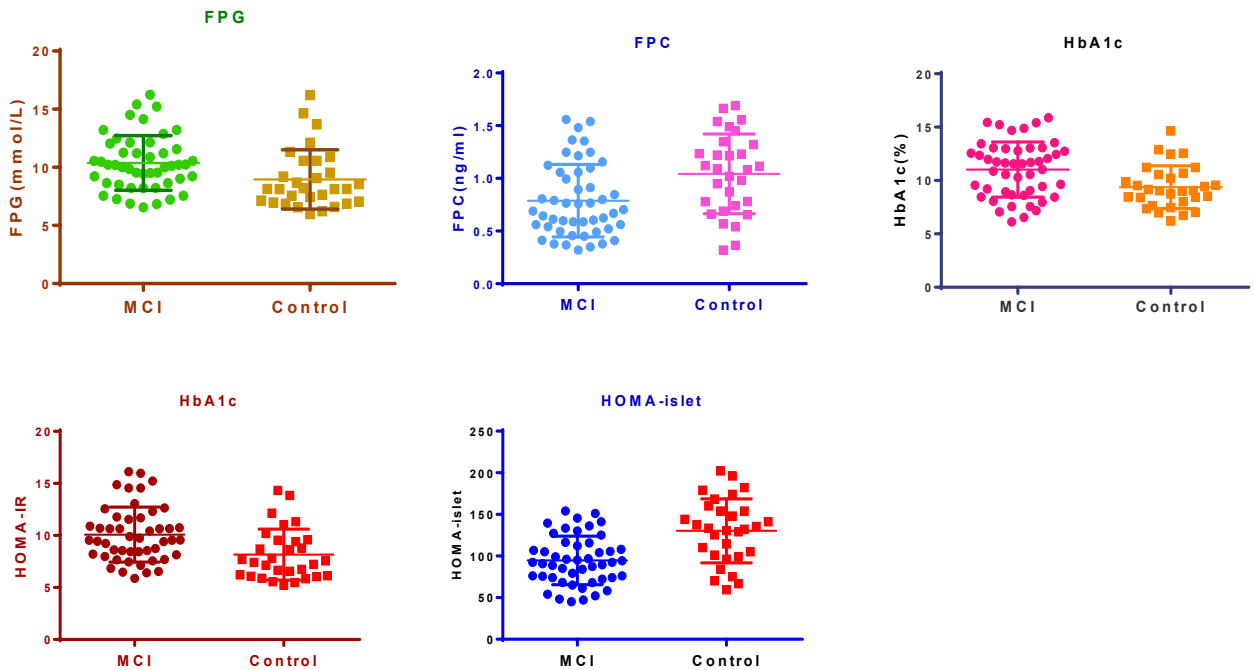 FPG
FPG(mmol/L)
20
15
10
5
0
MCI
Control
FPC
FPC(ng/ml)
2.0
1.5
1.0
0.5
0.0
MCI
Control
HbA1c
HbA1c(%)
20
15
10
5
0
MCI
Control
HbA1c
HOMA-IR
20
15
10
5
0
MCI
Control
HOMA-islet
HOMA-islet
250
200
150
100
50
0
MCI
Control